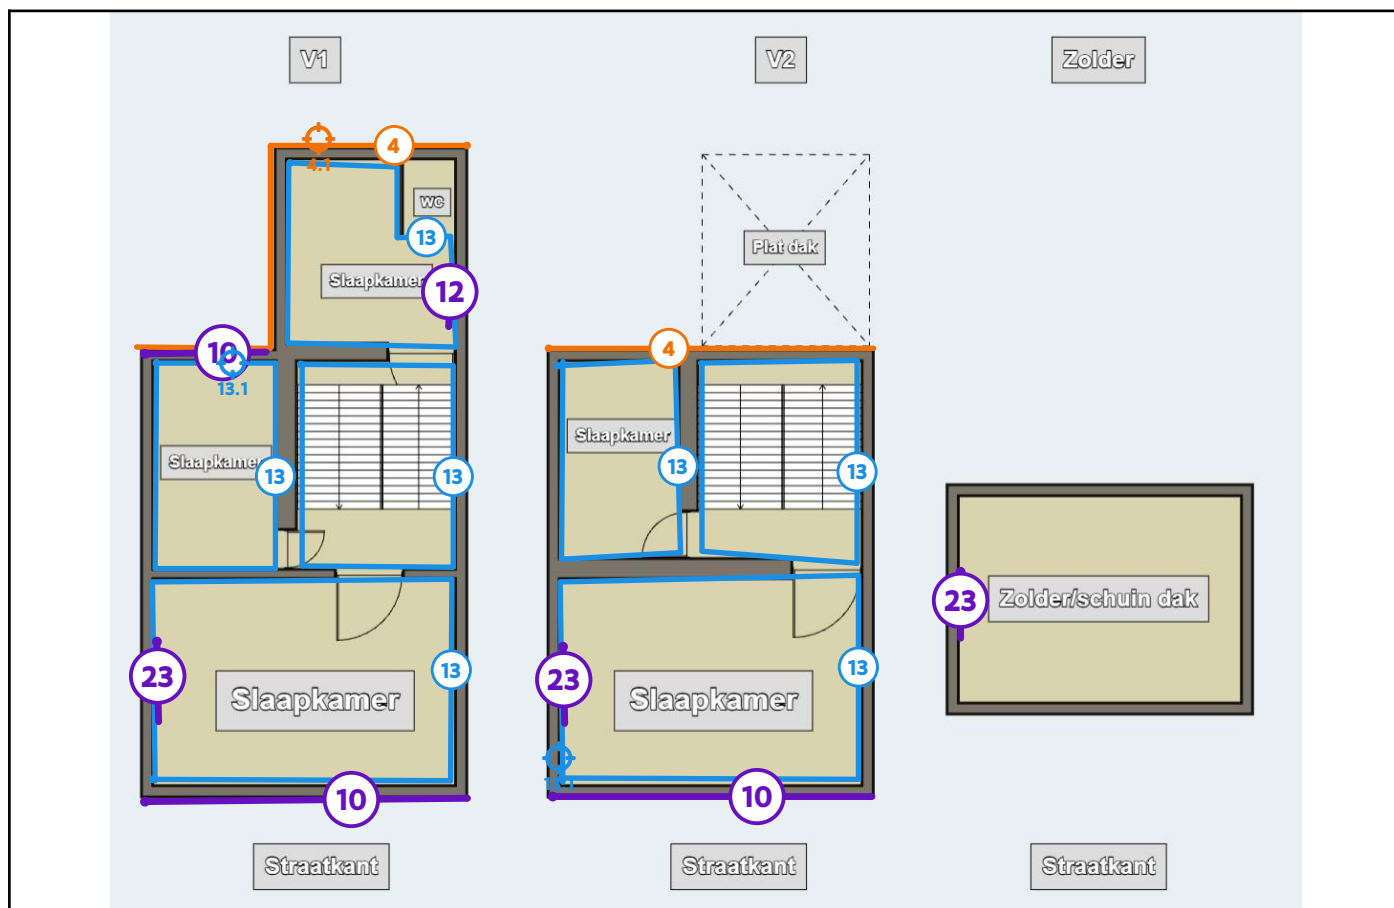 V1
V2
Zolder
4
4.1
WC
13
Slaapkamer
12
Plat dak
10
13.1
4
Slaapkamer
13
13
Slaapkamer
13
13
23
Slaapkamer
13
23
Slaapkamer
13
23
Zolder/schuin dak
13.1
10
10
Straatkant
Straatkant
Straatkant